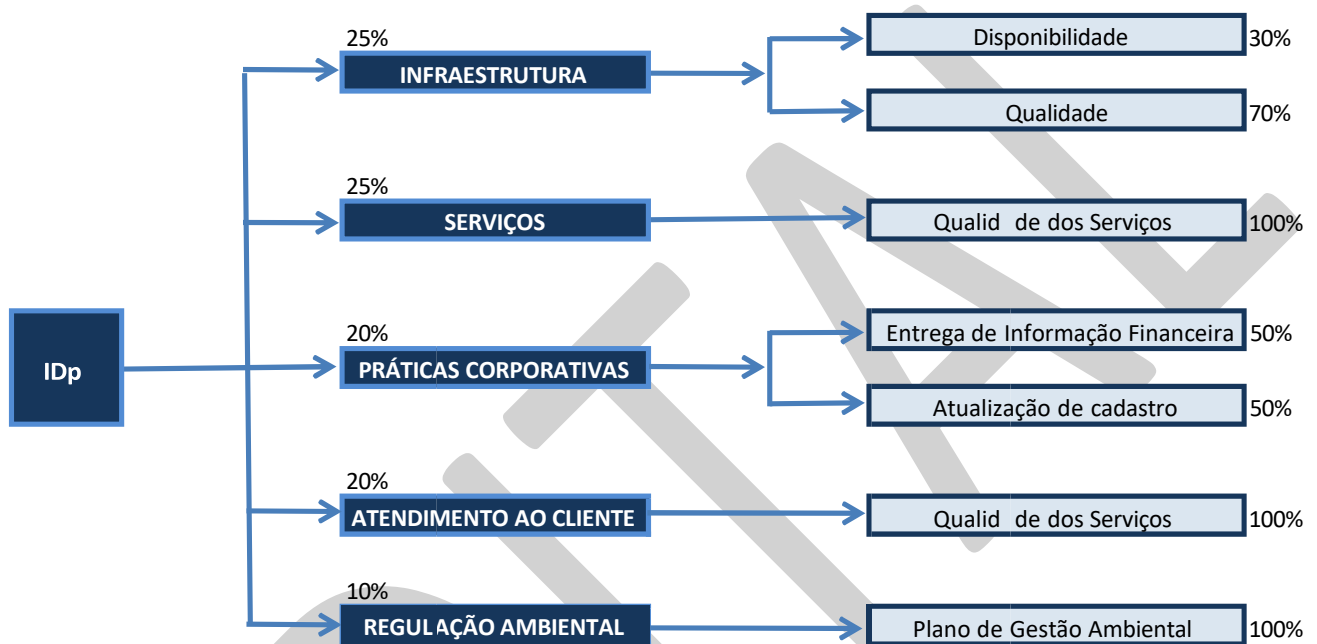 IDp
25%
INFRAESTRUTURA
Disponibilidade 30%
Qualidade 70%
25%
SERVIÇOS
Qualid de dos Serviços 100%
20%
PRÁTICAS CORPORATIVAS
Entrega de Informação Financeira 50%
Atualização de cadastro 50%
20%
ATENDIMENTO AO CLIENTE
Qualid de dos Serviços 100%
10%
REGULAÇÃO AMBIENTAL
Plano de Gestão Ambiental 100%